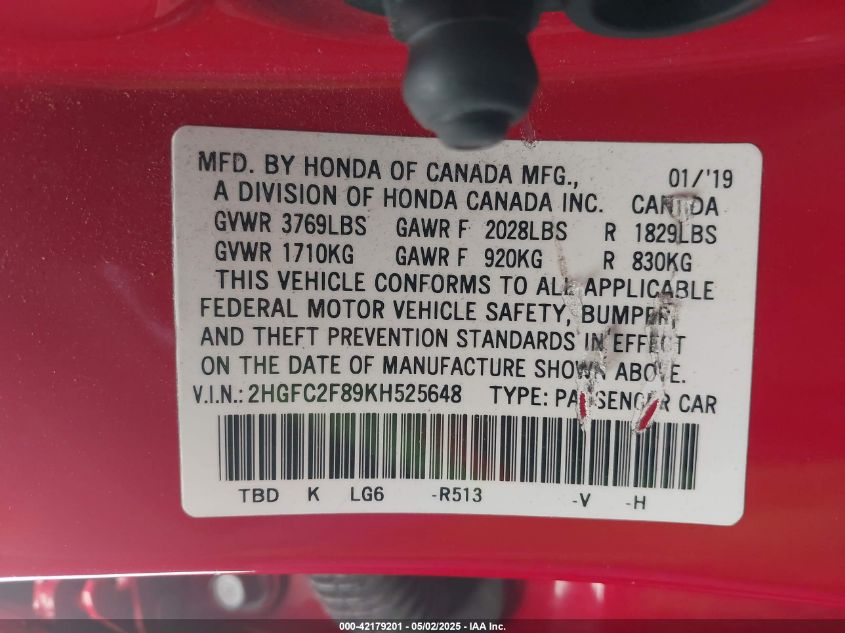 MFD. BY HONDA OF CANADA MFG., 01/'19
A DIVISION OF HONDA CANADA INC. CANADA
GVWR 3769LBS GAWR F 2028LBS R 1829LBS
GVWR 1710KG GAWR F 920KG R 830KG
THIS VEHICLE CONFORMS TO ALL APPLICABLE
FEDERAL MOTOR VEHICLE SAFETY, BUMPER,
AND THEFT PREVENTION STANDARDS IN EFFECT
ON THE DATE OF MANUFACTURE SHOWN ABOVE.
V.I.N.: 2HGFC2F89KH525648 TYPE: PASSENGER CAR
TBD K LG6 -R513 -V -H
000-42179201 - 05/02/2025 - IAA Inc.